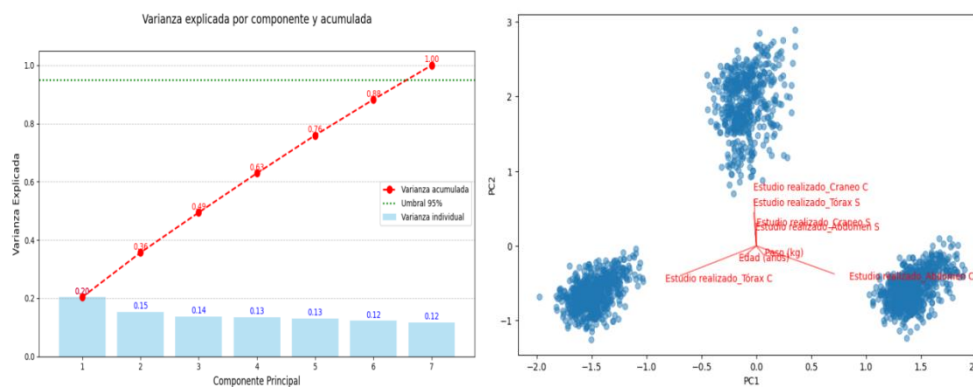 Varianza explicada por componente y acumulada
Varianza Explicada
1.0
0.8
0.6
0.4
0.2
0.0
0.20
0.36
0.49
0.63
0.76
0.88
1.00
0.15
0.14
0.13
0.13
0.12
0.12
Varianza acumulada
Umbral 95%
Varianza individual
1
2
3
4
5
6
7
Componente Principal
PC2
3
2
1
0
−1
Estudio realizado_Craneo C
Estudio realizado_Tórax S
Estudio realizado_Craneo S
Estudio realizado_Abdomen S
Peso (kg)
Edad (años)
Estudio realizado_Tórax C
Estudio realizado_Abdomen C
−2.0
−1.5
−1.0
−0.5
0.0
0.5
1.0
1.5
PC1